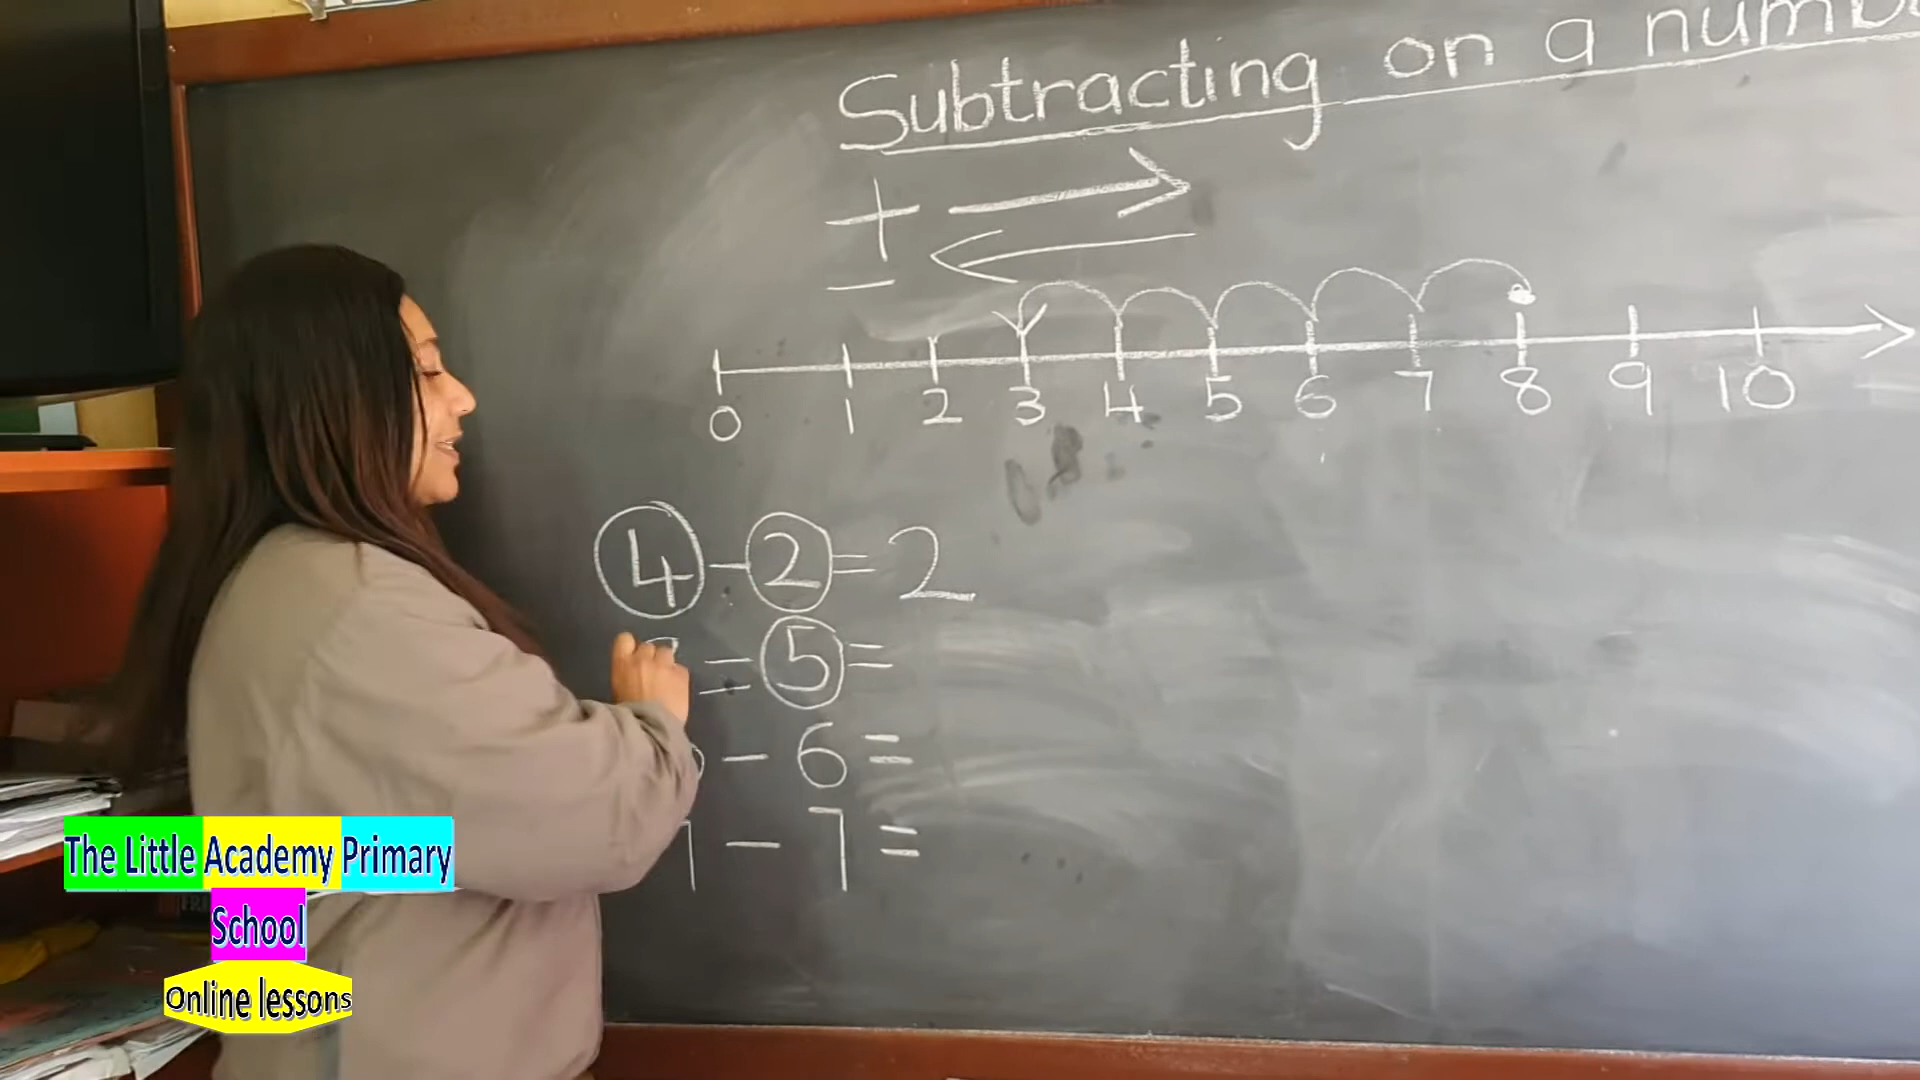 Subtracting on a numb
+
-
0 1 2 3 4 5 6 7 8 9 10
4 - 2 = 2
= 5 =
- 6 =
7 - 7 =
The Little Academy Primary
School
Online lessons